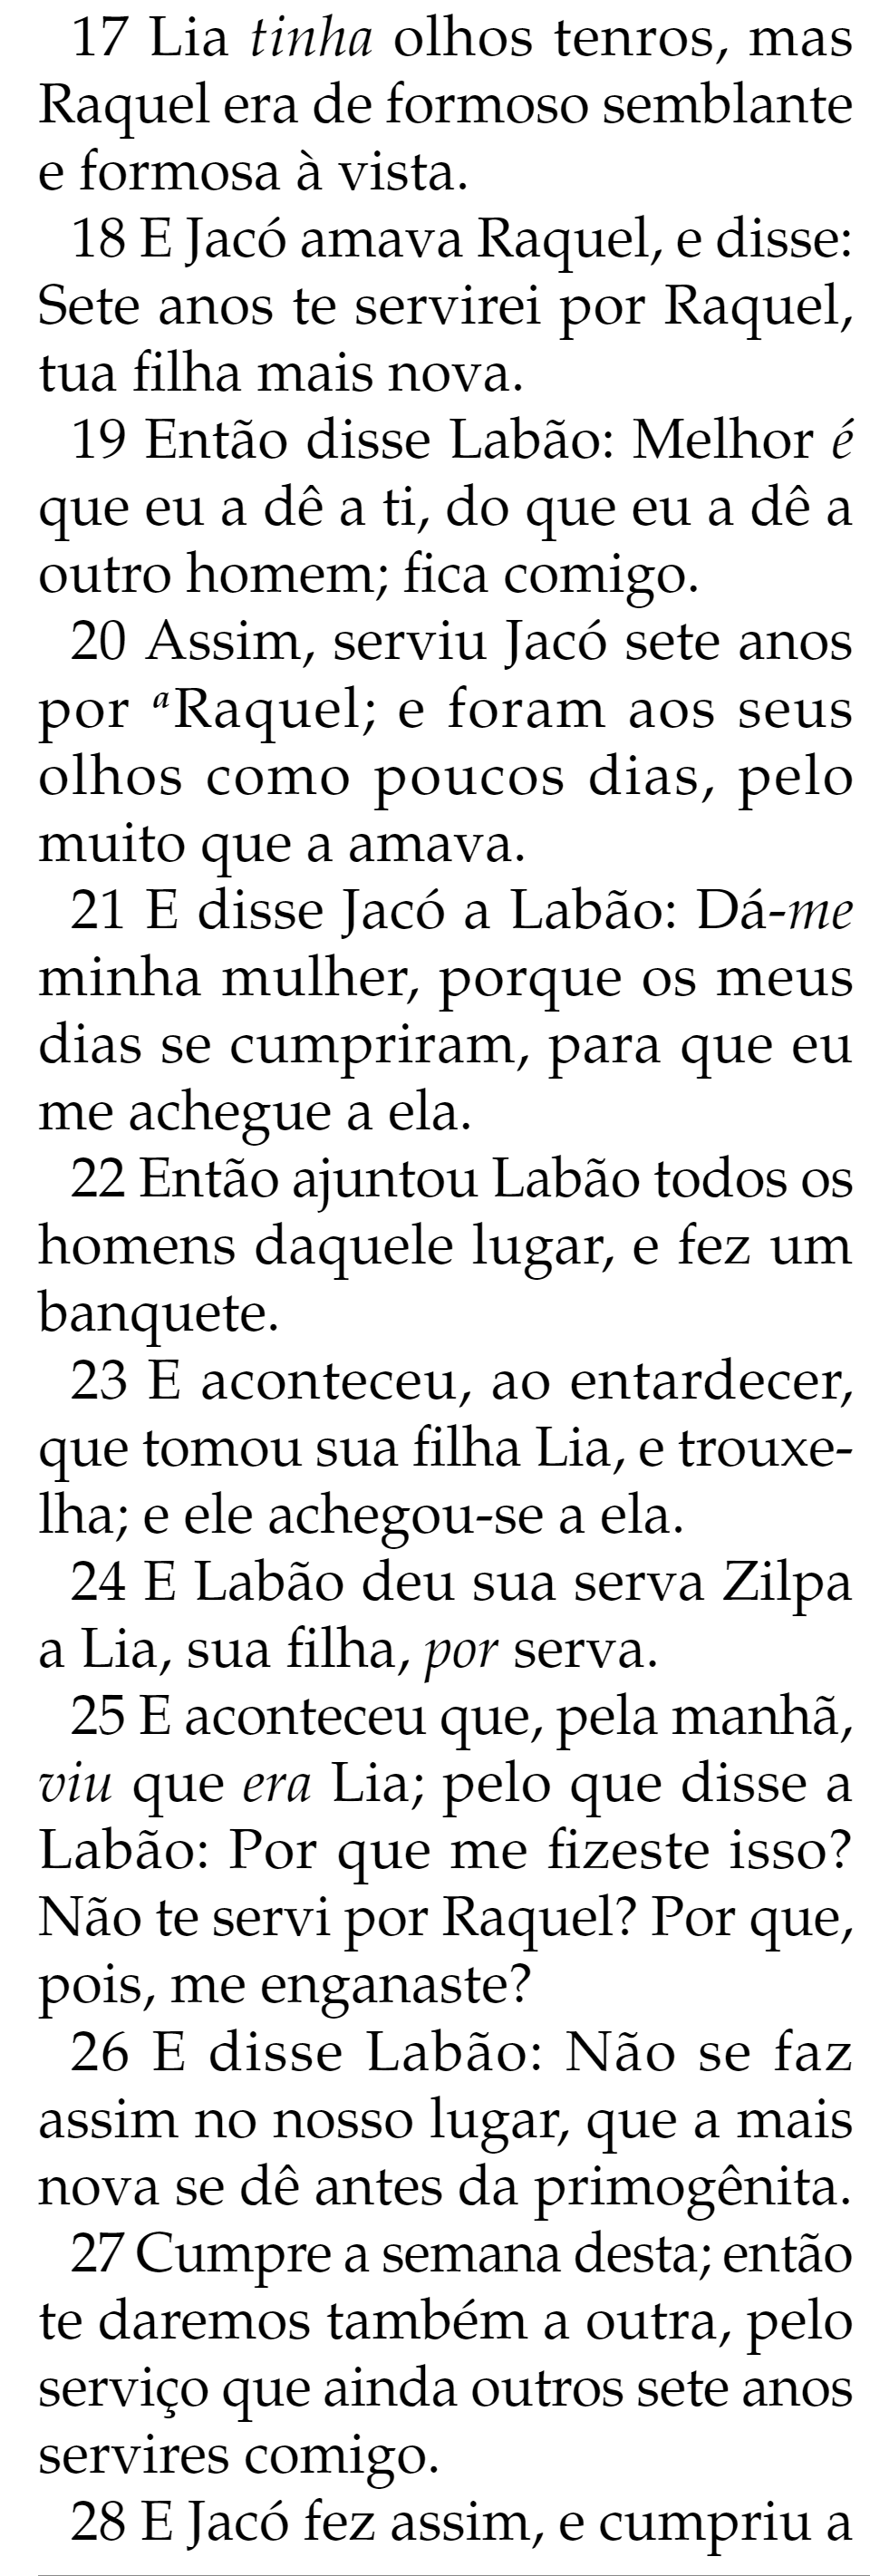 17 Lia tinha olhos tenros, mas
Raquel era de formoso semblante
e formosa à vista.
18 E Jacó amava Raquel, e disse:
Sete anos te servirei por Raquel,
tua filha mais nova.
19 Então disse Labão: Melhor é
que eu a dê a ti, do que eu a dê a
outro homem; fica comigo.
20 Assim, serviu Jacó sete anos
por ᵃRaquel; e foram aos seus
olhos como poucos dias, pelo
muito que a amava.
21 E disse Jacó a Labão: Dá-me
minha mulher, porque os meus
dias se cumpriram, para que eu
me achegue a ela.
22 Então ajuntou Labão todos os
homens daquele lugar, e fez um
banquete.
23 E aconteceu, ao entardecer,
que tomou sua filha Lia, e trouxe-
lha; e ele achegou-se a ela.
24 E Labão deu sua serva Zilpa
a Lia, sua filha, por serva.
25 E aconteceu que, pela manhã,
viu que era Lia; pelo que disse a
Labão: Por que me fizeste isso?
Não te servi por Raquel? Por que,
pois, me enganaste?
26 E disse Labão: Não se faz
assim no nosso lugar, que a mais
nova se dê antes da primogênita.
27 Cumpre a semana desta; então
te daremos também a outra, pelo
serviço que ainda outros sete anos
servires comigo.
28 E Jacó fez assim, e cumpriu a